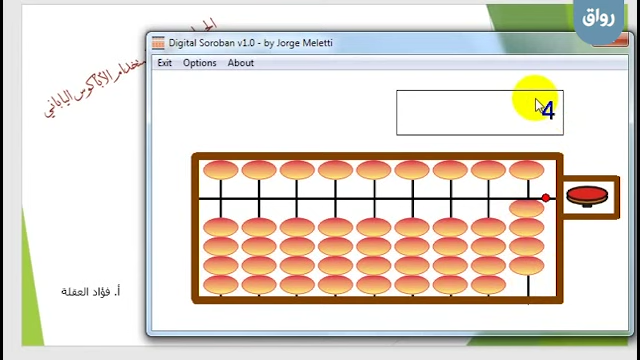 رواق
Digital Soroban v1.0 - by Jorge Meletti
Exit Options About
4
باستخدام الأباكوس الياباني
أ. فؤاد العقلة